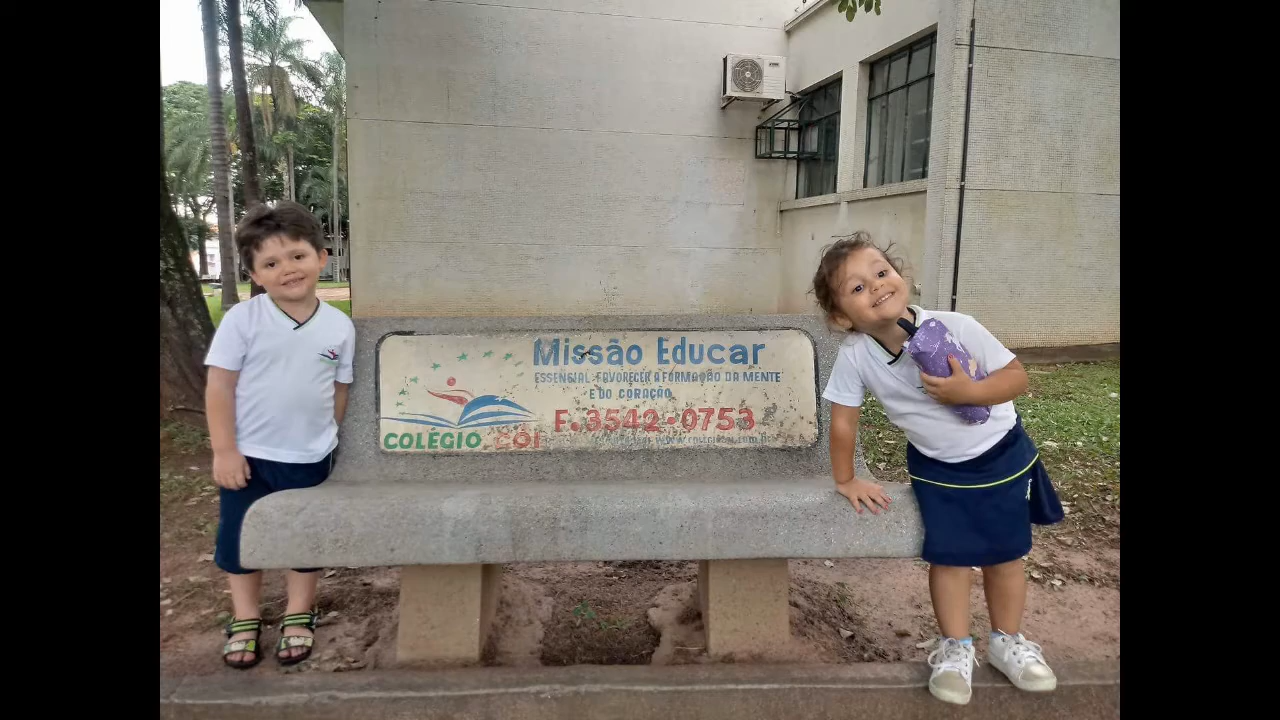 Missão Educar
ESSENCIAL FAVORECER A FORMAÇÃO DA MENTE
E DO CORAÇÃO
F.3542-0753
COLÉGIO COI